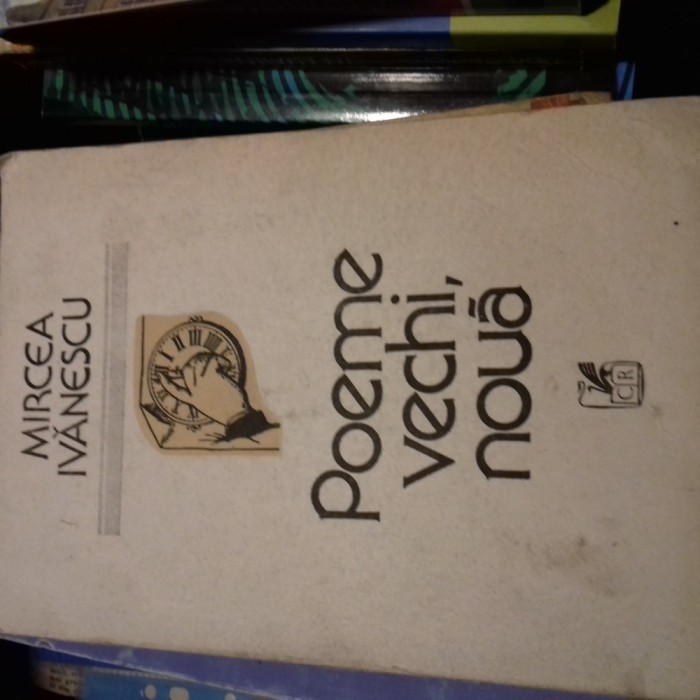 MIRCEA
IVĂNESCU
Poeme
vechi,
nouă
CR